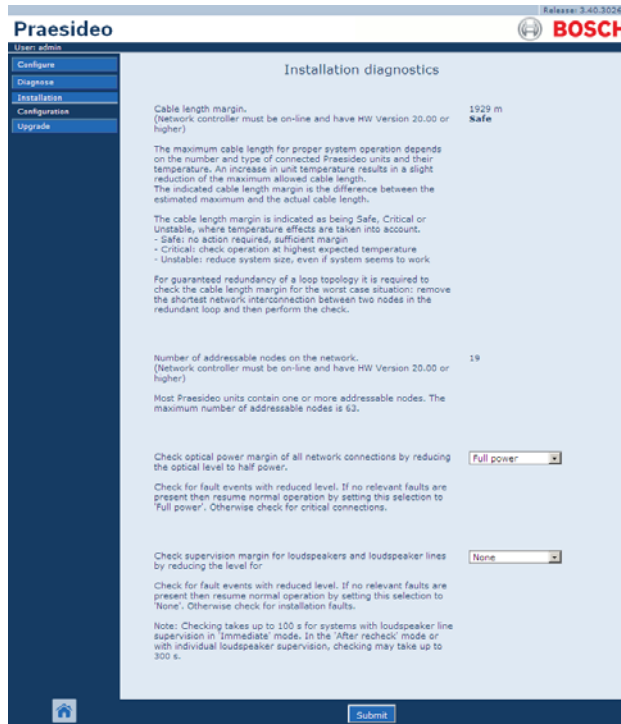 Release: 3.40.3026
Praesideo
BOSCH
User: admin
Configure
Diagnose
Installation
Configuration
Upgrade
Installation diagnostics
Cable length margin.
(Network controller must be on-line and have HW Version 20.00 or
higher)
1929 m
Safe
The maximum cable length for proper system operation depends
on the number and type of connected Praesideo units and their
temperature. An increase in unit temperature results in a slight
reduction of the maximum allowed cable length.
The indicated cable length margin is the difference between the
estimated maximum and the actual cable length.
The cable length margin is indicated as being Safe, Critical or
Unstable, where temperature effects are taken into account.
- Safe: no action required, sufficient margin
- Critical: check operation at highest expected temperature
- Unstable: reduce system size, even if system seems to work
For guaranteed redundancy of a loop topology it is required to
check the cable length margin for the worst case situation: remove
the shortest network interconnection between two nodes in the
redundant loop and then perform the check.
Number of addressable nodes on the network.
(Network controller must be on-line and have HW Version 20.00 or
higher)
19
Most Praesideo units contain one or more addressable nodes. The
maximum number of addressable nodes is 63.
Check optical power margin of all network connections by reducing
the optical level to half power.
Full power
Check for fault events with reduced level. If no relevant faults are
present then resume normal operation by setting this selection to
'Full power'. Otherwise check for critical connections.
Check supervision margin for loudspeakers and loudspeaker lines
by reducing the level for
None
Check for fault events with reduced level. If no relevant faults are
present then resume normal operation by setting this selection to
'None'. Otherwise check for installation faults.
Note: Checking takes up to 100 s for systems with loudspeaker line
supervision in 'Immediate' mode. In the 'After recheck' mode or
with individual loudspeaker supervision, checking may take up to
300 s.
Submit